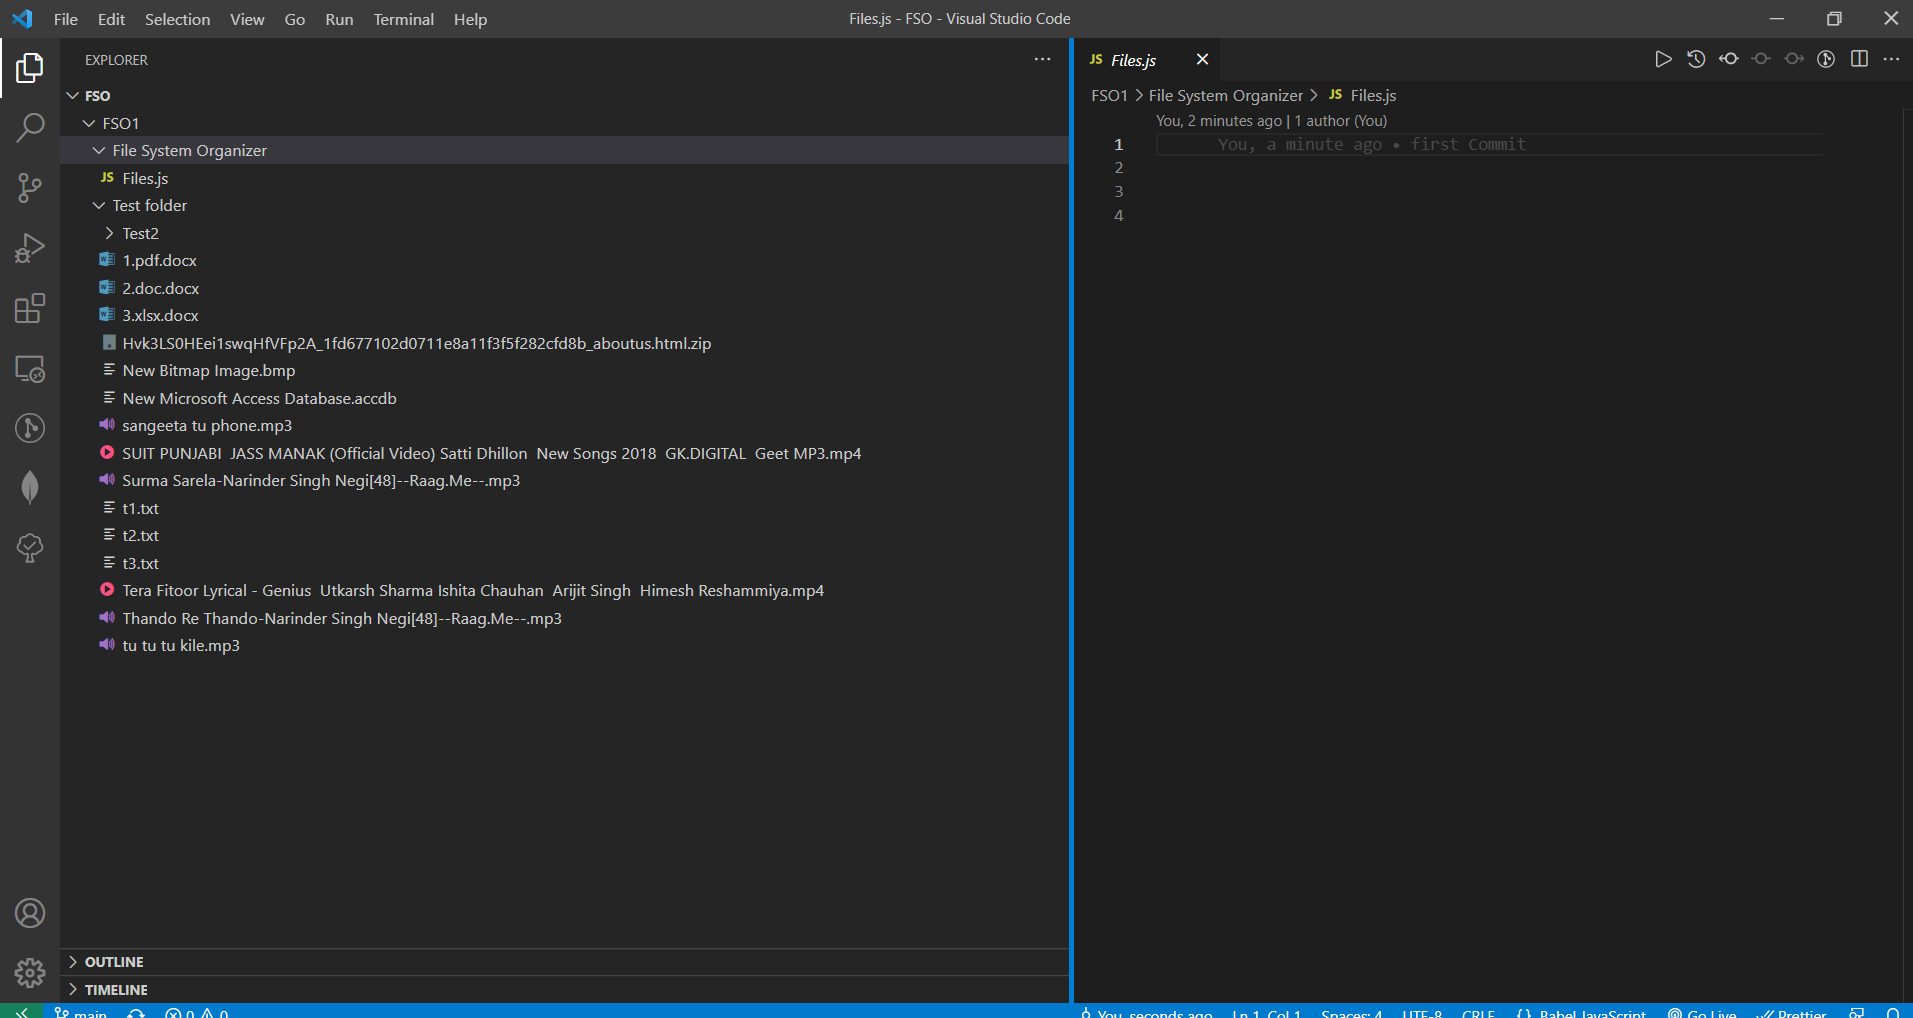 File Edit Selection View Go Run Terminal Help
Files.js - FSO - Visual Studio Code
EXPLORER
FSO
FSO1
File System Organizer
JS Files.js
Test folder
Test2
1.pdf.docx
2.doc.docx
3.xlsx.docx
Hvk3LS0HEei1swqHfVFp2A_1fd677102d0711e8a11f3f5f282cfd8b_aboutus.html.zip
New Bitmap Image.bmp
New Microsoft Access Database.accdb
sangeeta tu phone.mp3
SUIT PUNJABI  JASS MANAK (Official Video) Satti Dhillon  New Songs 2018  GK.DIGITAL  Geet MP3.mp4
Surma Sarela-Narinder Singh Negi[48]--Raag.Me--.mp3
t1.txt
t2.txt
t3.txt
Tera Fitoor Lyrical - Genius  Utkarsh Sharma Ishita Chauhan  Arijit Singh  Himesh Reshammiya.mp4
Thando Re Thando-Narinder Singh Negi[48]--Raag.Me--.mp3
tu tu tu kile.mp3
OUTLINE
TIMELINE
JS Files.js
FSO1 > File System Organizer > JS Files.js
You, 2 minutes ago | 1 author (You)
1 You, a minute ago • first Commit
2
3
4
main 0 0 You, seconds ago Ln 1, Col 1 Spaces: 4 UTF-8 CRLF {} Babel JavaScript Go Live Prettier